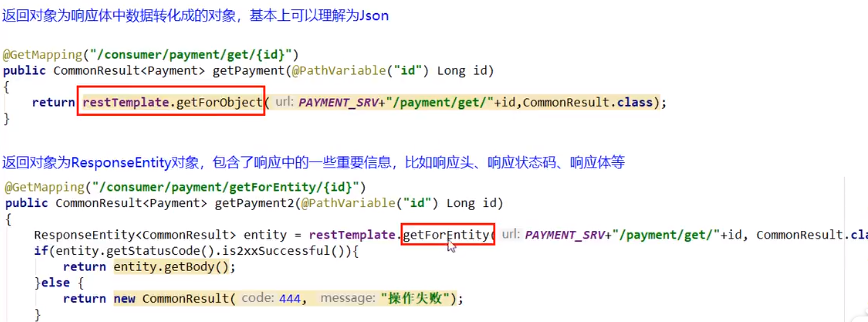 返回对象为响应体中数据转化成的对象，基本上可以理解为Json
@GetMapping("/consumer/payment/get/{id}")
public CommonResult<Payment> getPayment(@PathVariable("id") Long id)
{
return restTemplate.getForObject( url: PAYMENT_SRV+"/payment/get/"+id,CommonResult.class);
}
返回对象为ResponseEntity对象，包含了响应中的一些重要信息，比如响应头、响应状态码、响应体等
@GetMapping("/consumer/payment/getForEntity/{id}")
public CommonResult<Payment> getPayment2(@PathVariable("id") Long id)
{
ResponseEntity<CommonResult> entity = restTemplate.getForEntity( url: PAYMENT_SRV+"/payment/get/"+id, CommonResult.cla
if(entity.getStatusCode().is2xxSuccessful()){
return entity.getBody();
}else {
return new CommonResult( code: 444, message: "操作失败");
}